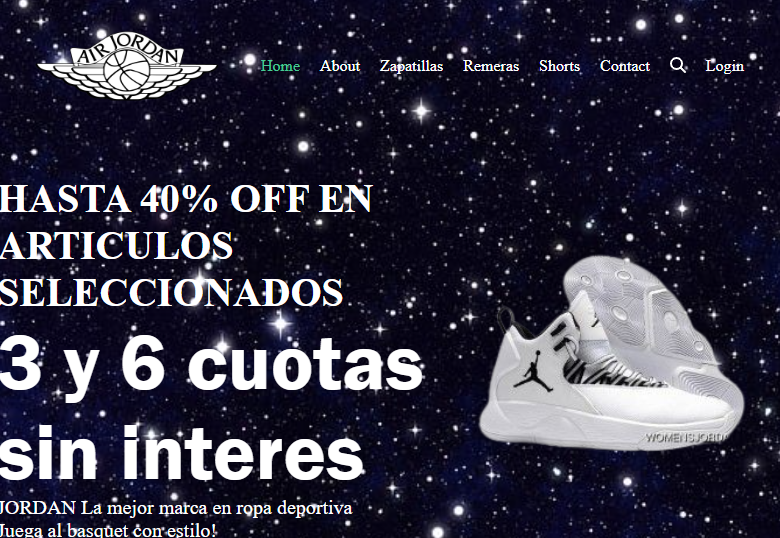 AIR JORDAN
Home About Zapatillas Remeras Shorts Contact Login
HASTA 40% OFF EN
ARTICULOS
SELECCIONADOS
3 y 6 cuotas
sin interes
WOMENSJORDA
JORDAN La mejor marca en ropa deportiva
Juega al basquet con estilo!